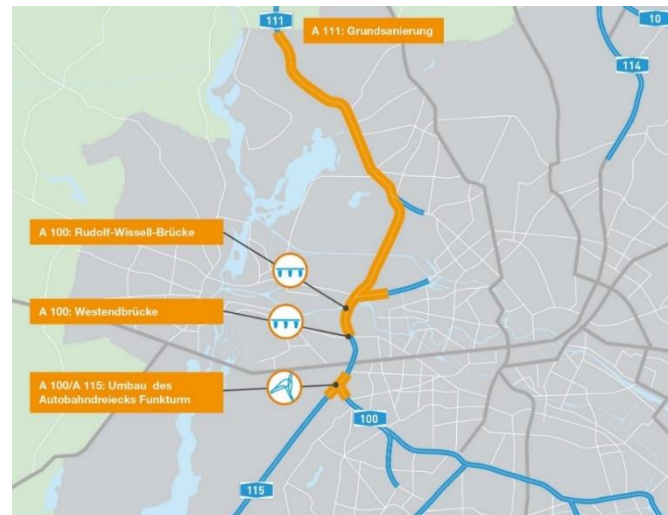 111
A 111: Grundsanierung
10
114
A 100: Rudolf-Wissell-Brücke
A 100: Westendbrücke
A 100/A 115: Umbau des
Autobahndreiecks Funkturm
100
115